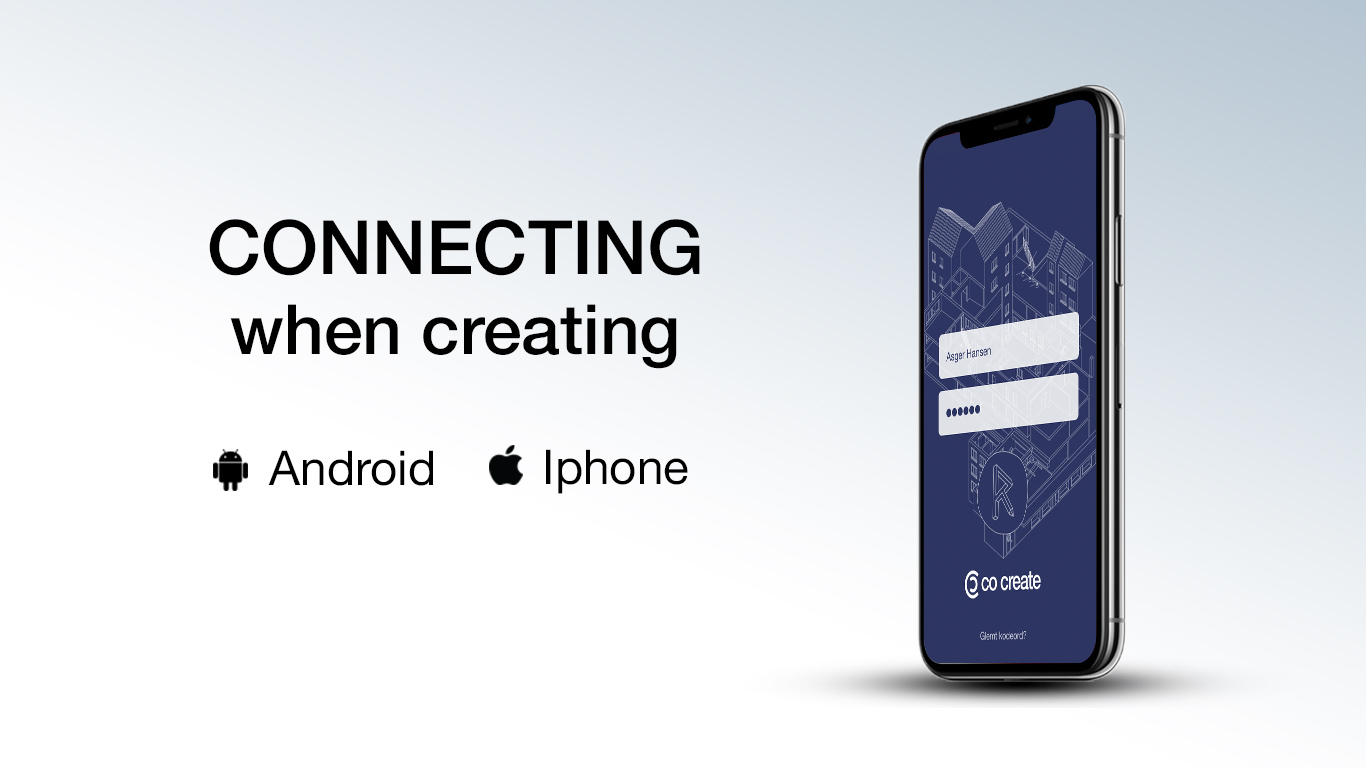 CONNECTING
when creating
Android
Iphone
Asger Hansen
••••••
R
co create
Glemt kodeord?